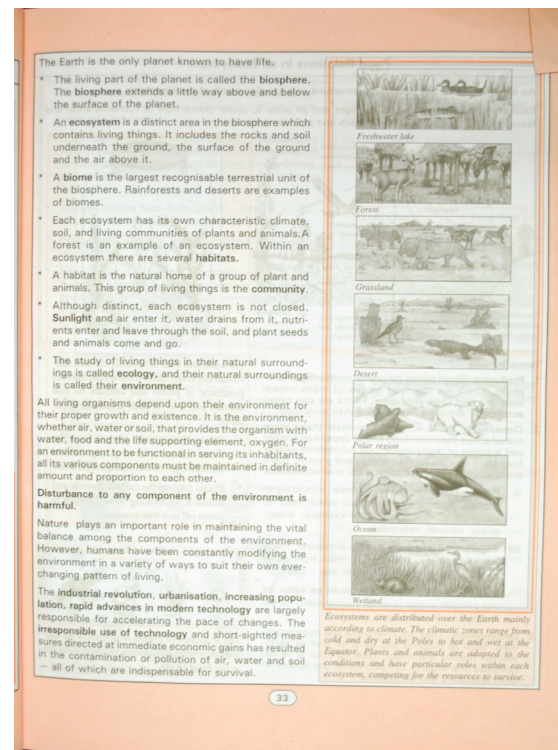 The Earth is the only planet known to have life.
* The living part of the planet is called the biosphere.
The biosphere extends a little way above and below
the surface of the planet.
* An ecosystem is a distinct area in the biosphere which
contains living things. It includes the rocks and soil
underneath the ground, the surface of the ground
and the air above it.
* A biome is the largest recognisable terrestrial unit of
the biosphere. Rainforests and deserts are examples
of biomes.
* Each ecosystem has its own characteristic climate,
soil, and living communities of plants and animals.A
forest is an example of an ecosystem. Within an
ecosystem there are several habitats.
* A habitat is the natural home of a group of plant and
animals. This group of living things is the community.
* Although distinct, each ecosystem is not closed.
Sunlight and air enter it, water drains from it, nutri-
ents enter and leave through the soil, and plant seeds
and animals come and go.
* The study of living things in their natural surround-
ings is called ecology, and their natural surroundings
is called their environment.
All living organisms depend upon their environment for
their proper growth and existence. It is the environment,
whether air, water or soil, that provides the organism with
water, food and the life supporting element, oxygen. For
an environment to be functional in serving its inhabitants,
all its various components must be maintained in definite
amount and proportion to each other.
Disturbance to any component of the environment is
harmful.
Nature plays an important role in maintaining the vital
balance among the components of the environment.
However, humans have been constantly modifying the
environment in a variety of ways to suit their own ever-
changing pattern of living.
The industrial revolution, urbanisation, increasing popu-
lation, rapid advances in modern technology are largely
responsible for accelerating the pace of changes. The
irresponsible use of technology and short-sighted mea-
sures directed at immediate economic gains has resulted
in the contamination or pollution of air, water and soil
— all of which are indispensable for survival.
Freshwater lake
Forest
Grassland
Desert
Polar region
Ocean
Wetland
Ecosystems are distributed over the Earth mainly
according to climate. The climatic zones range from
cold and dry at the Poles to hot and wet at the
Equator. Plants and animals are adapted to the
conditions and have particular roles within each
ecosystem, competing for the resources to survive.
33